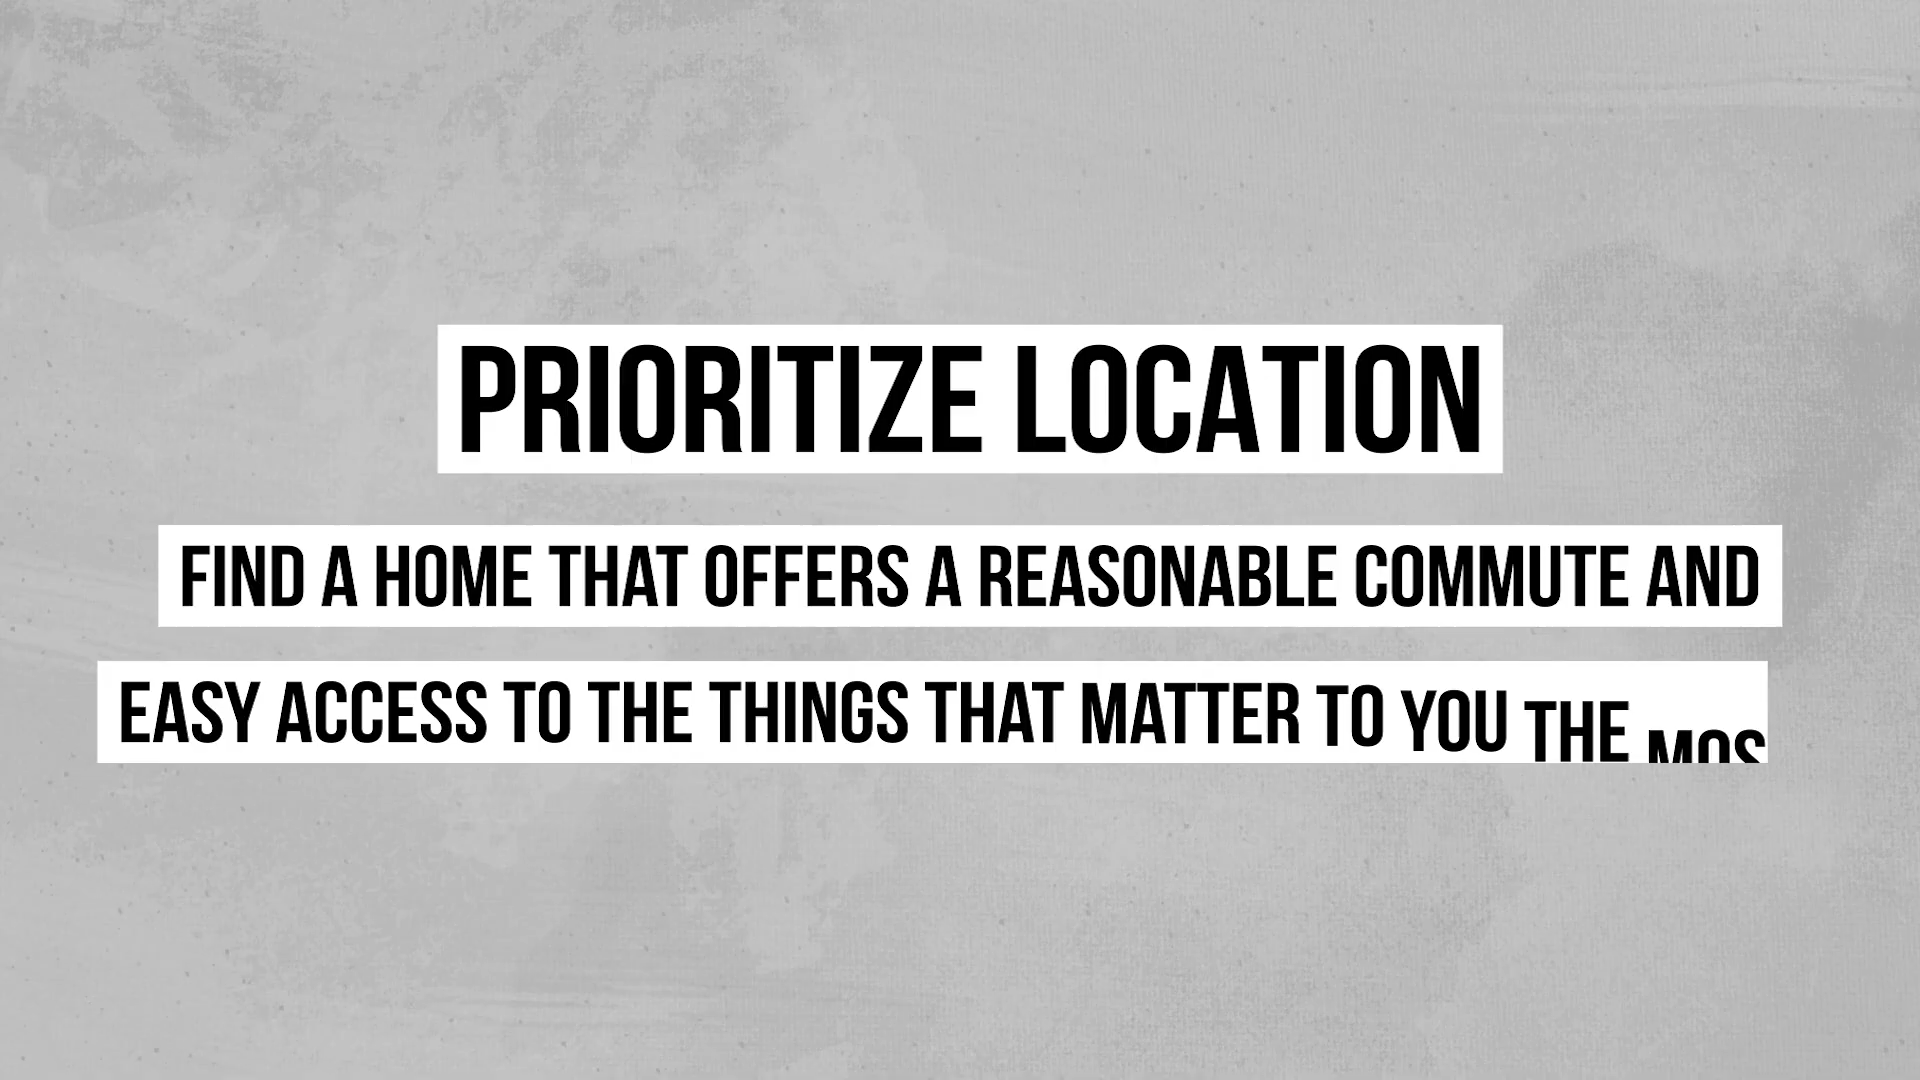 PRIORITIZE LOCATION
FIND A HOME THAT OFFERS A REASONABLE COMMUTE AND
EASY ACCESS TO THE THINGS THAT MATTER TO YOU THE MOS